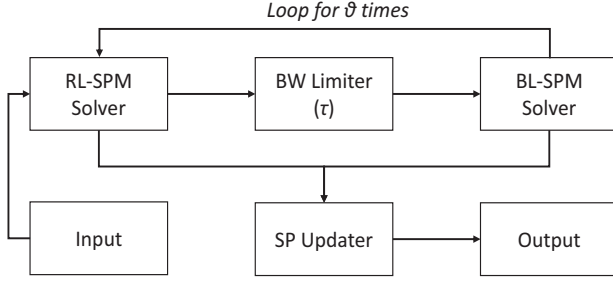 Loop for ϑ times
RL-SPM
Solver
BW Limiter
(τ)
BL-SPM
Solver
Input
SP Updater
Output